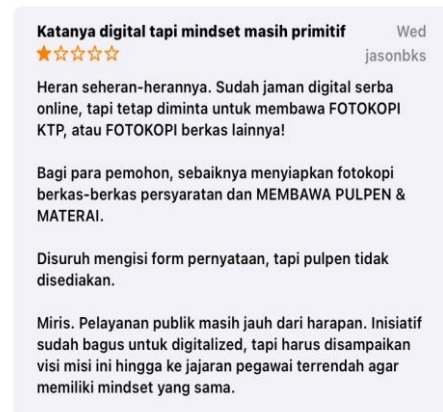 Katanya digital tapi mindset masih primitif Wed
jasonbks
Heran seheran-herannya. Sudah jaman digital serba
online, tapi tetap diminta untuk membawa FOTOKOPI
KTP, atau FOTOKOPI berkas lainnya!
Bagi para pemohon, sebaiknya menyiapkan fotokopi
berkas-berkas persyaratan dan MEMBAWA PULPEN &
MATERAI.
Disuruh mengisi form pernyataan, tapi pulpen tidak
disediakan.
Miris. Pelayanan publik masih jauh dari harapan. Inisiatif
sudah bagus untuk digitalized, tapi harus disampaikan
visi misi ini hingga ke jajaran pegawai terrendah agar
memiliki mindset yang sama.